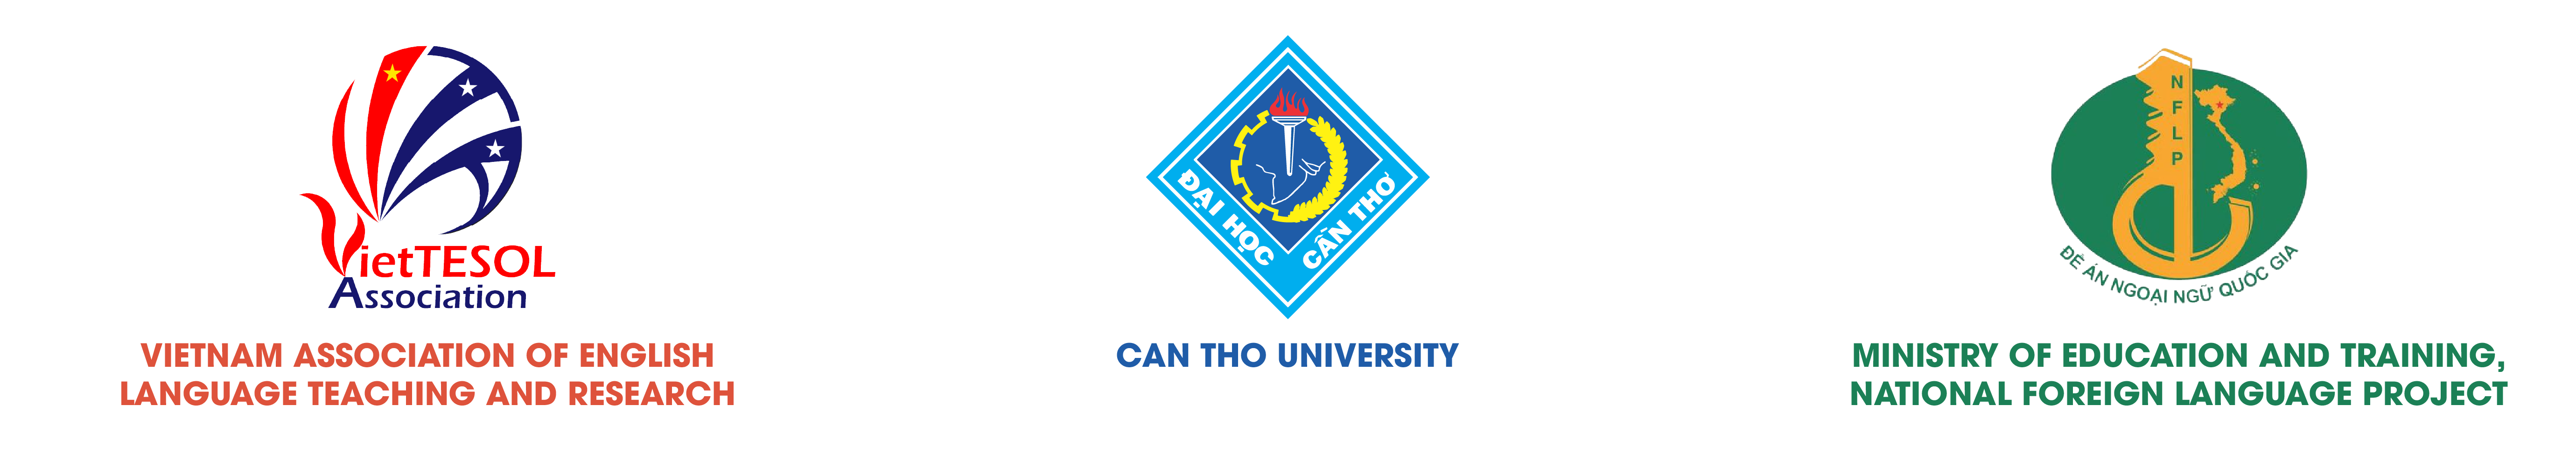 VietTESOL
Association
VIETNAM ASSOCIATION OF ENGLISH
LANGUAGE TEACHING AND RESEARCH
ĐẠI HỌC CẦN THƠ
CAN THO UNIVERSITY
NFLP
ĐỀ ÁN NGOẠI NGỮ QUỐC GIA
MINISTRY OF EDUCATION AND TRAINING,
NATIONAL FOREIGN LANGUAGE PROJECT